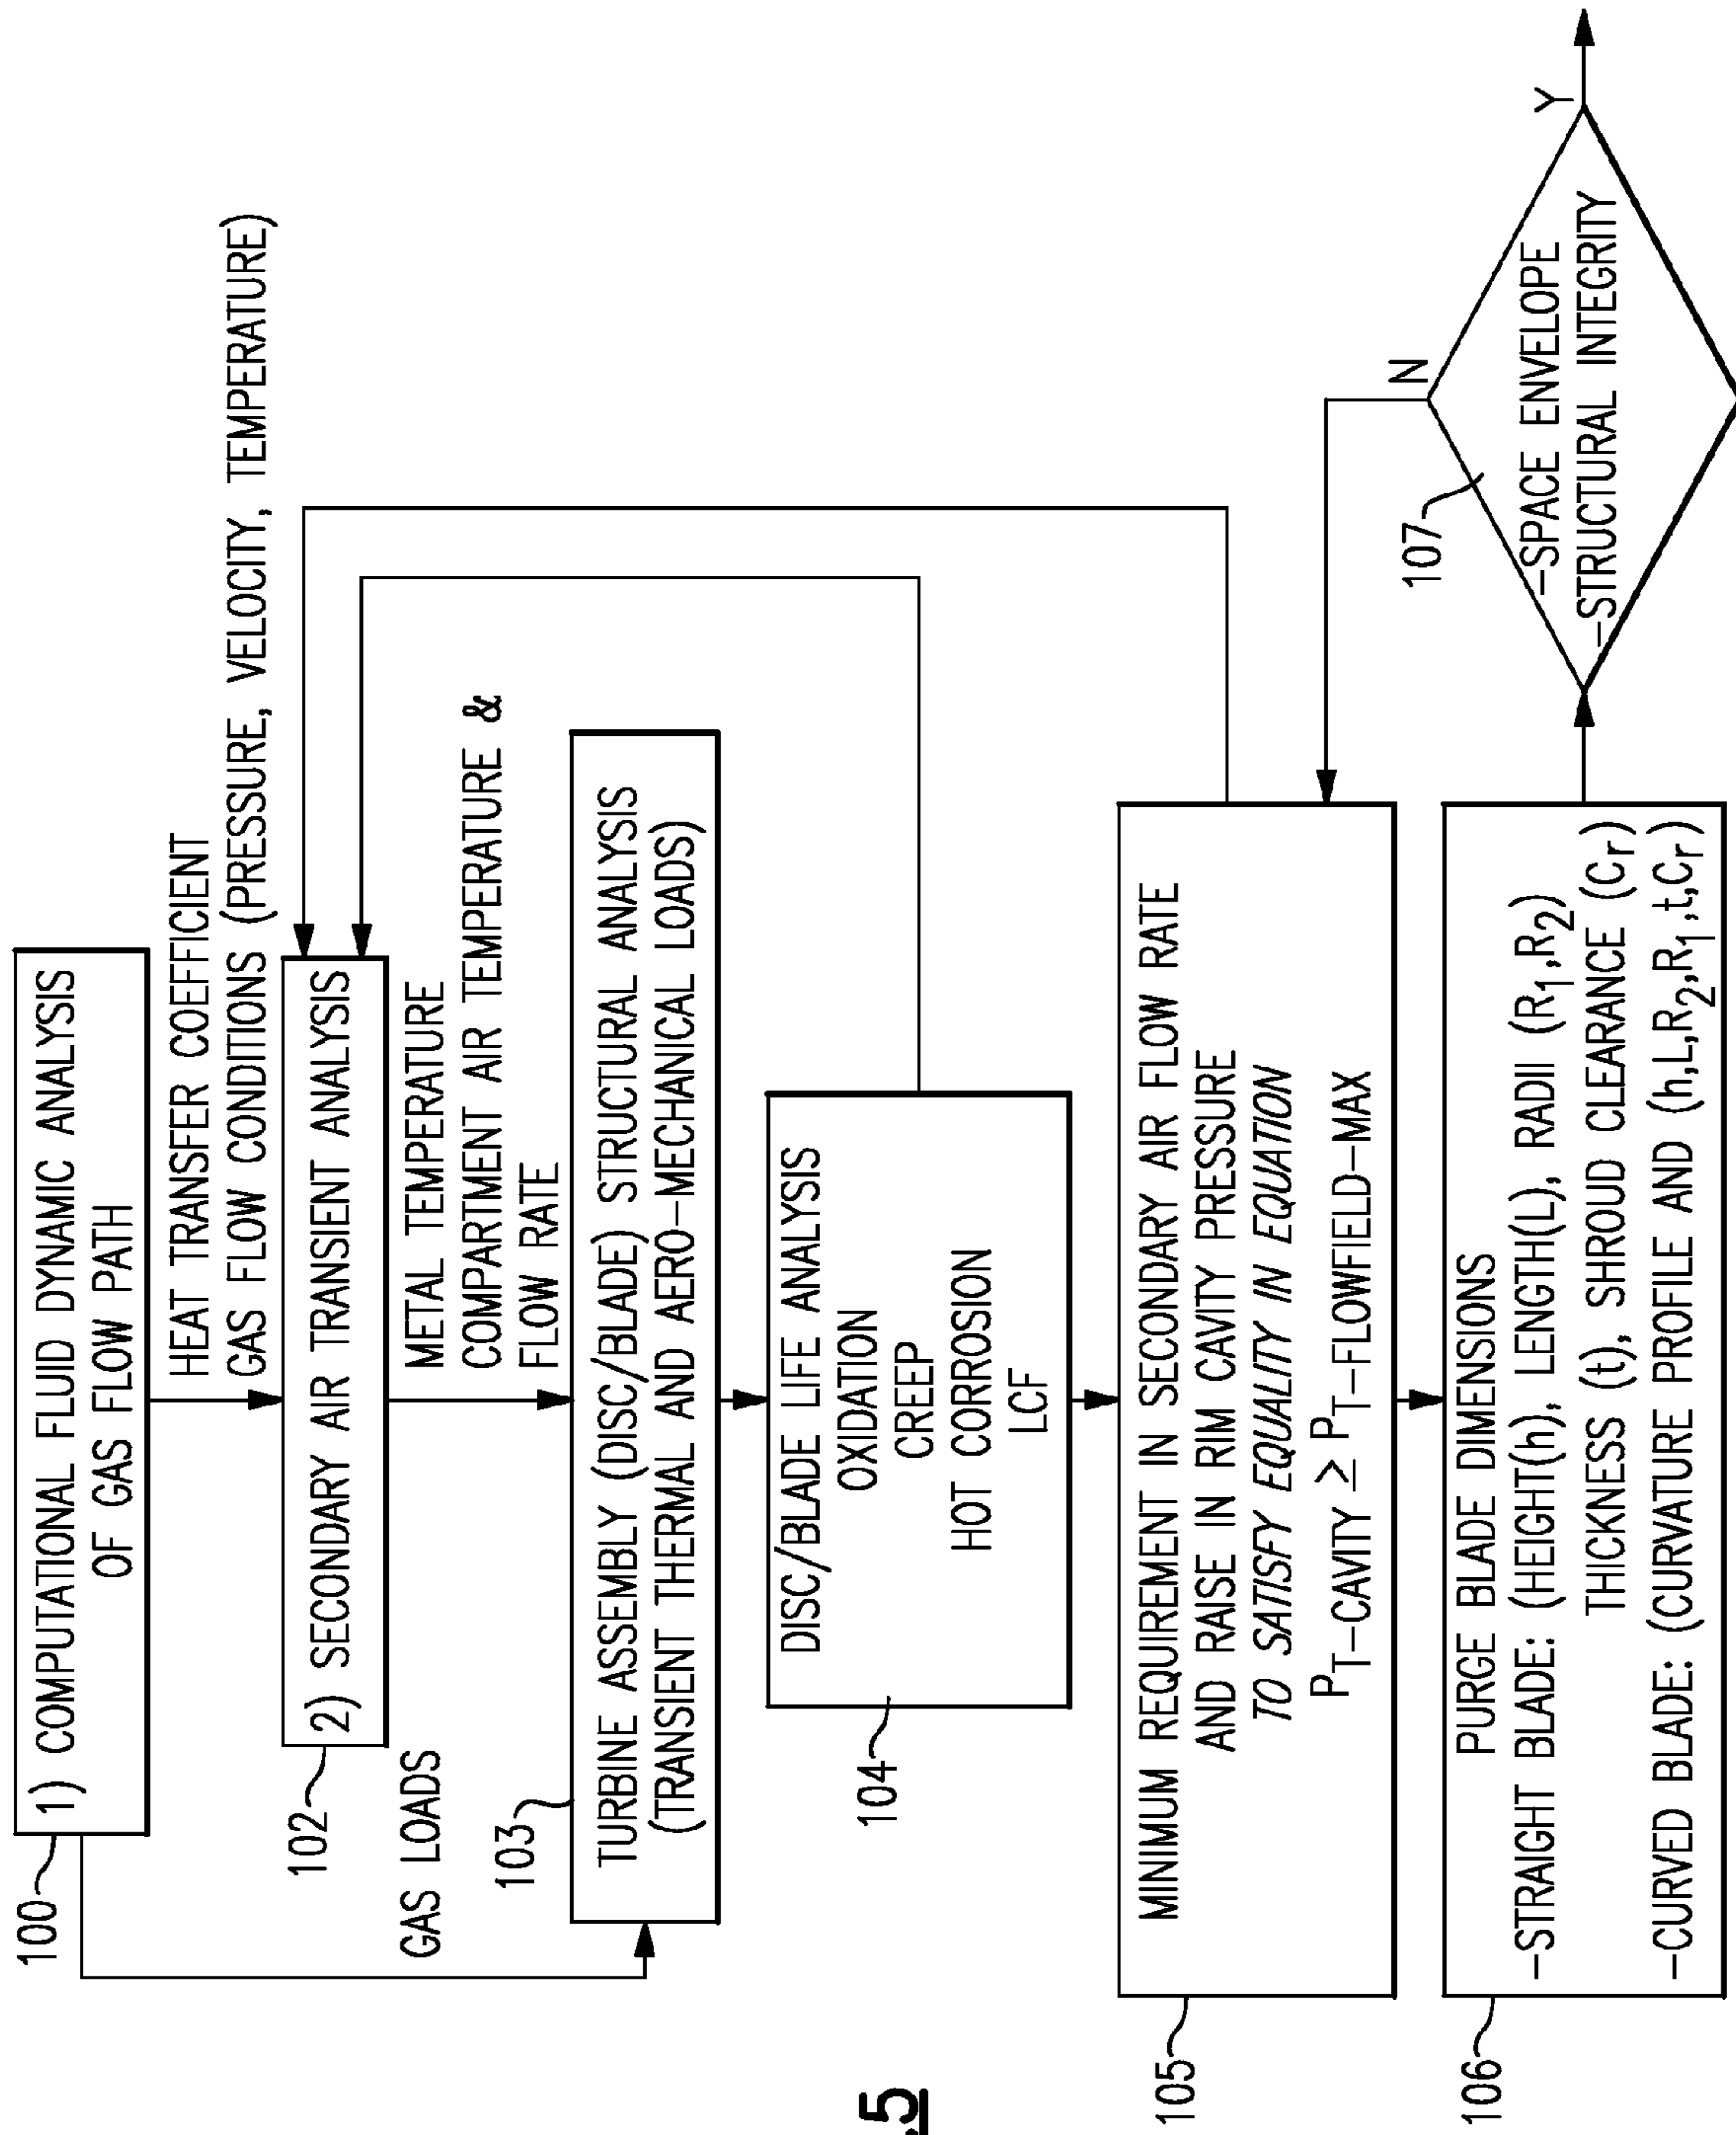 100
1) COMPUTATIONAL FLUID DYNAMIC ANALYSIS
OF GAS FLOW PATH
HEAT TRANSFER COEFFICIENT
GAS FLOW CONDITIONS (PRESSURE, VELOCITY, TEMPERATURE)
102
2) SECONDARY AIR TRANSIENT ANALYSIS
GAS LOADS
METAL TEMPERATURE
COMPARTMENT AIR TEMPERATURE &
FLOW RATE
103
TURBINE ASSEMBLY (DISC/BLADE) STRUCTURAL ANALYSIS
(TRANSIENT THERMAL AND AERO-MECHANICAL LOADS)
104
DISC/BLADE LIFE ANALYSIS
OXIDATION
CREEP
HOT CORROSION
LCF
105
MINIMUM REQUIREMENT IN SECONDARY AIR FLOW RATE
AND RAISE IN RIM CAVITY PRESSURE
TO SATISFY EQUALITY IN EQUATION
PT-CAVITY ≥ PT-FLOWFIELD-MAX
106
PURGE BLADE DIMENSIONS
-STRAIGHT BLADE: (HEIGHT(h), LENGTH(L), RADII (R1,R2)
THICKNESS (t), SHROUD CLEARANCE (Cr)
-CURVED BLADE: (CURVATURE PROFILE AND (h,L,R2,R1,t,Cr)
107
N
-SPACE ENVELOPE
-STRUCTURAL INTEGRITY
Y
.5